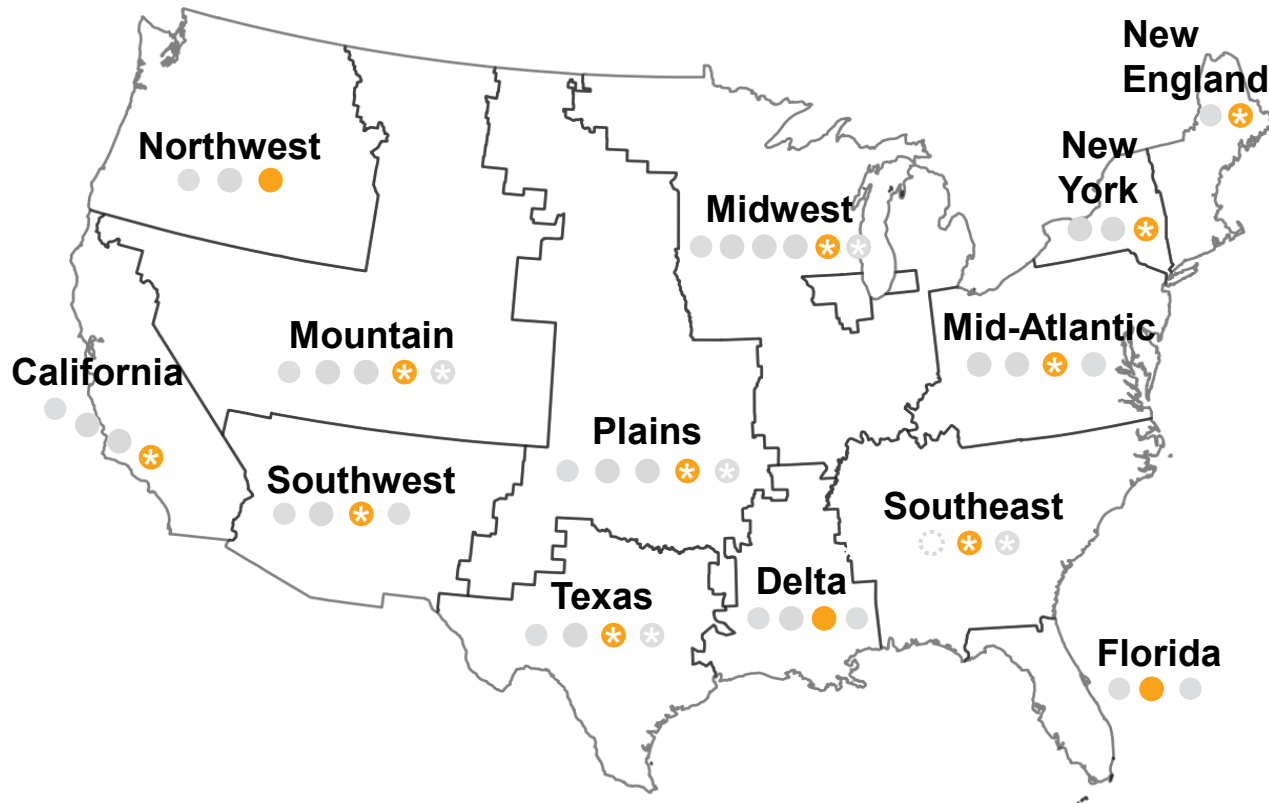 New
England
Northwest
New
York
Midwest
Mountain
Mid-Atlantic
California
Plains
Southwest
Southeast
Texas
Delta
Florida